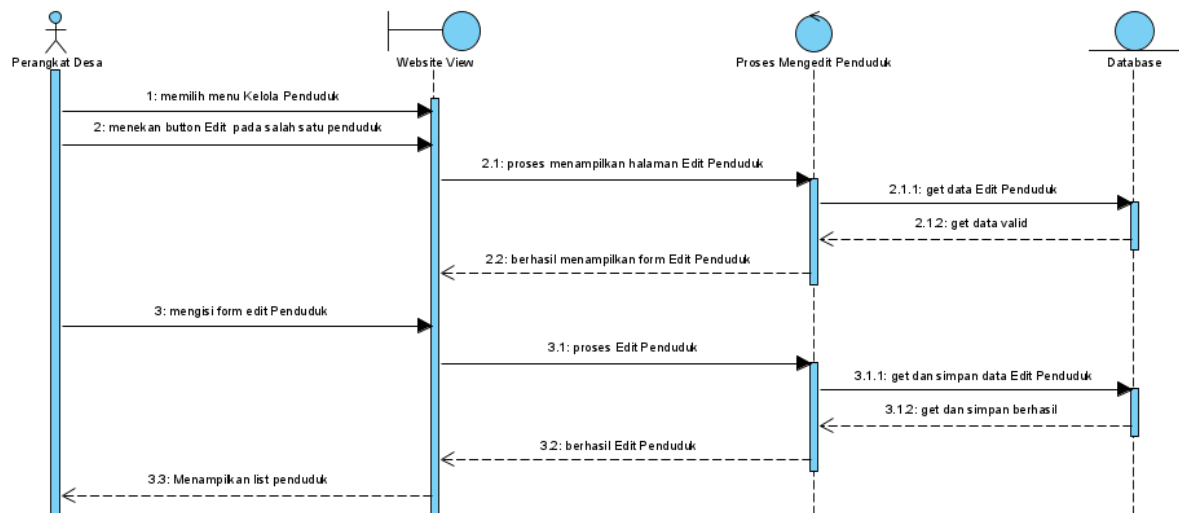 Perangkat Desa
Website View
Proses Mengedit Penduduk
Database
1: memilih menu Kelola Penduduk
2: menekan button Edit pada salah satu penduduk
2.1: proses menampilkan halaman Edit Penduduk
2.1.1: get data Edit Penduduk
2.1.2: get data valid
2.2: berhasil menampilkan form Edit Penduduk
3: mengisi form edit Penduduk
3.1: proses Edit Penduduk
3.1.1: get dan simpan data Edit Penduduk
3.1.2: get dan simpan berhasil
3.2: berhasil Edit Penduduk
3.3: Menampilkan list penduduk